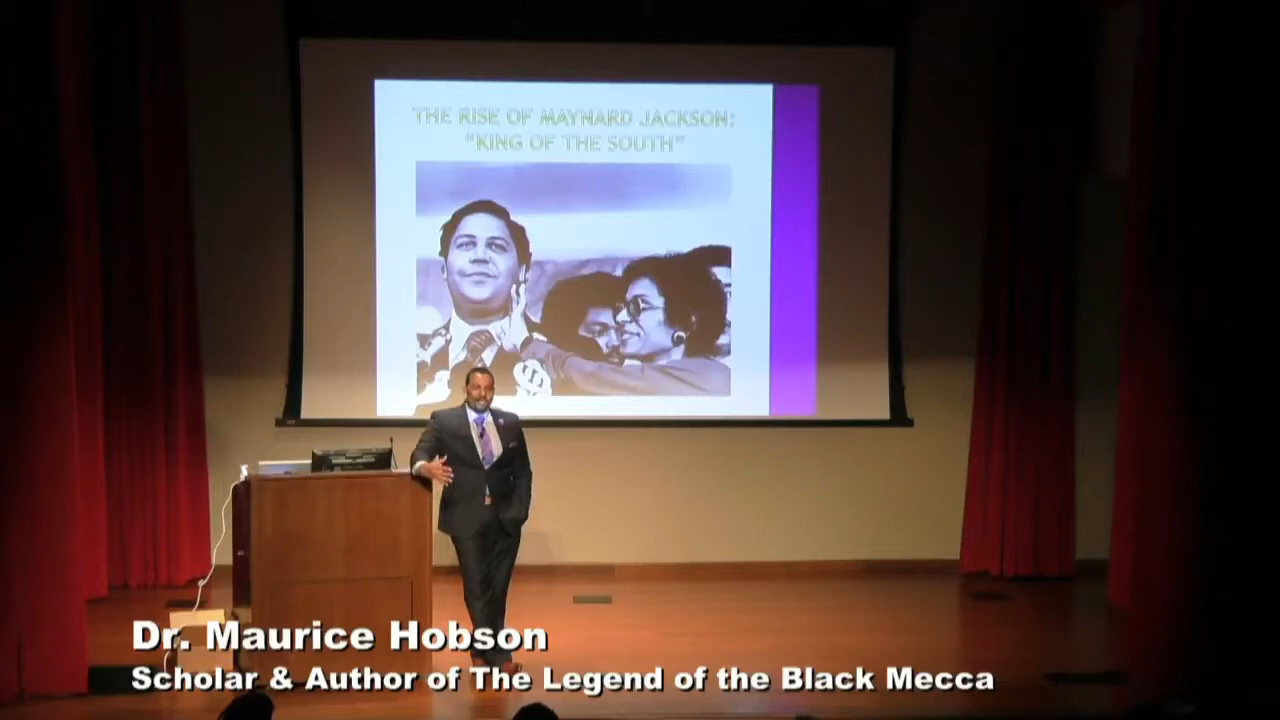 THE RISE OF MAYNARD JACKSON:
"KING OF THE SOUTH"
Dr. Maurice Hobson
Scholar & Author of The Legend of the Black Mecca